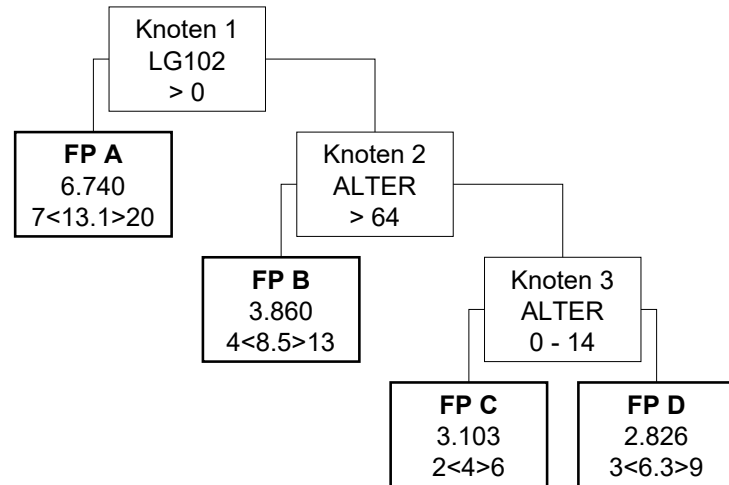 Knoten 1
LG102
> 0
FP A
6.740
7<13.1>20
Knoten 2
ALTER
> 64
FP B
3.860
4<8.5>13
Knoten 3
ALTER
0 - 14
FP C
3.103
2<4>6
FP D
2.826
3<6.3>9